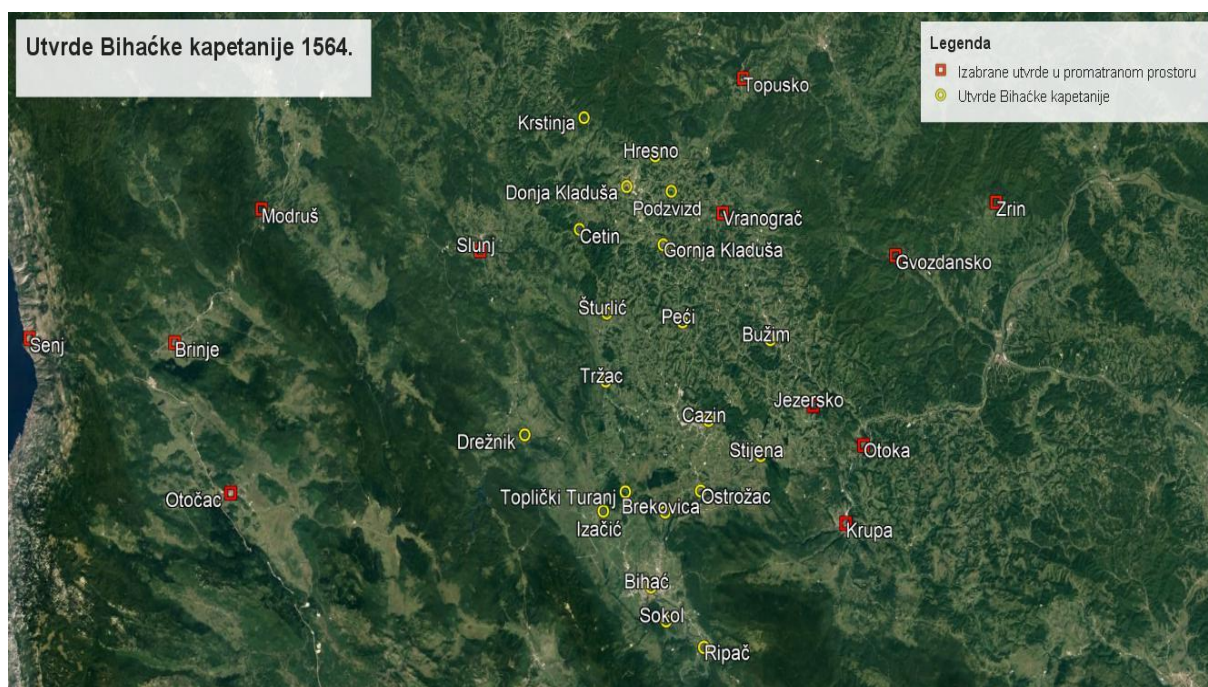 Utvrde Bihaćke kapetanije 1564.
Legenda
Izabrane utvrde u promatranom prostoru
Utvrde Bihaćke kapetanije
Topusko
Krstinja
Hresno
Donja Kladuša
Podzvizd
Modruš
Vranograč
Zrin
Cetin
Slunj
Gornja Kladuša
Gvozdansko
Šturlić
Peći
Bužim
Senj
Brinje
Tržac
Jezersko
Cazin
Drežnik
Stijena
Otoka
Otočac
Toplički Turanj
Brekovica
Ostrožac
Izačić
Krupa
Bihać
Sokol
Ripač